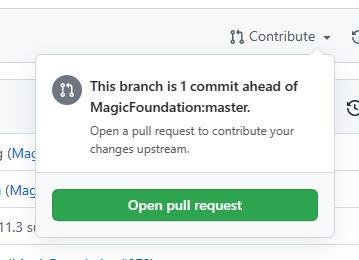 Contribute
This branch is 1 commit ahead of
MagicFoundation:master.
Open a pull request to contribute your
changes upstream.
(Mag
(Mag
11.3
Open pull request